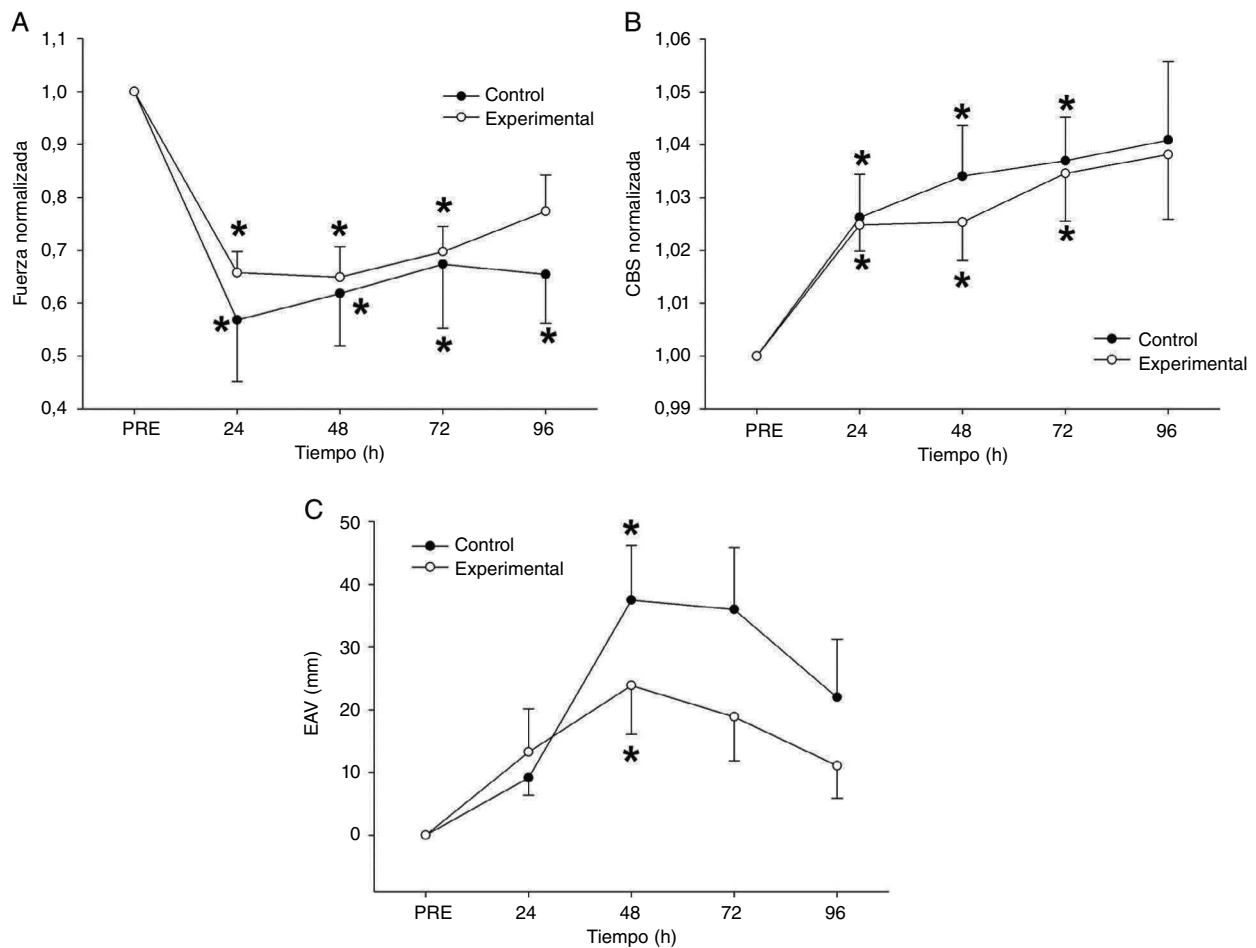 A
Fuerza normalizada
1,1
1,0
0,9
0,8
0,7
0,6
0,5
0,4
Control
Experimental
*
*
*
*
*
*
*
PRE 24 48 72 96
Tiempo (h)
B
CBS normalizada
1,06
1,05
1,04
1,03
1,02
1,01
1,00
0,99
*
*
*
*
*
*
Control
Experimental
PRE 24 48 72 96
Tiempo (h)
C
EAV (mm)
50
40
30
20
10
0
Control
Experimental
*
*
PRE 24 48 72 96
Tiempo (h)